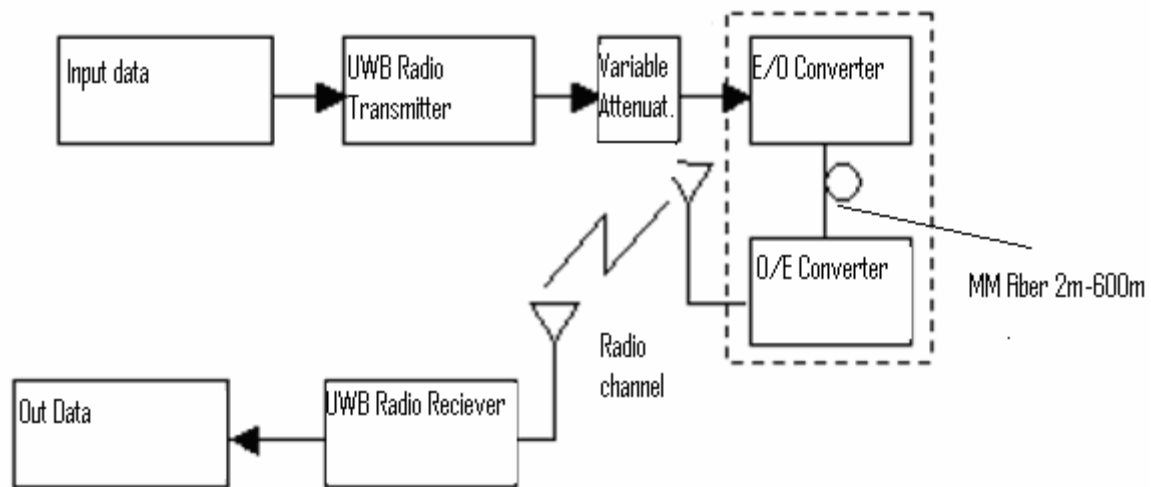 Input data
UWB Radio
Transmitter
Variable
Attenuat.
E/O Converter
O/E Converter
MM Fiber 2m-600m
Radio
channel
UWB Radio Reciever
Out Data